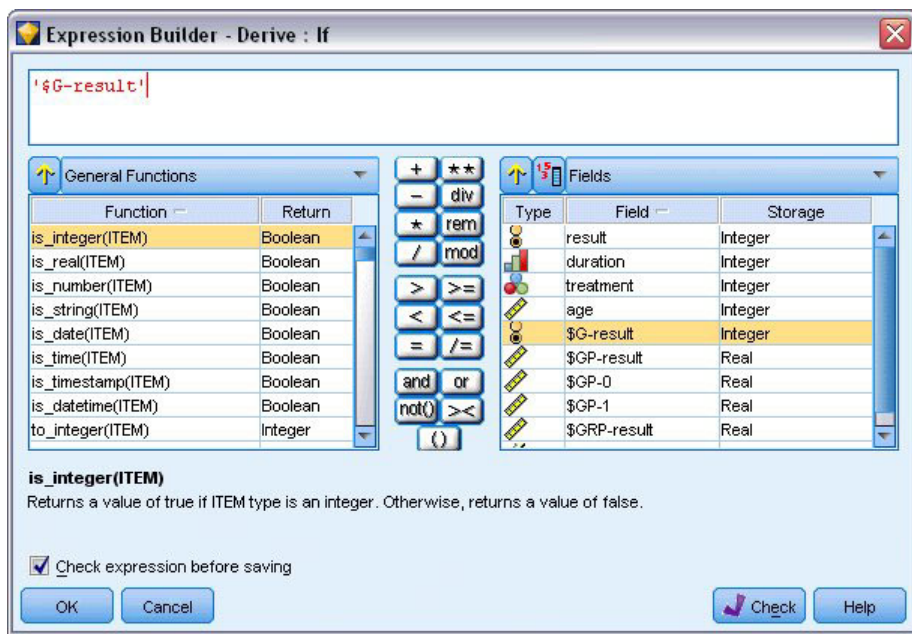 Expression Builder - Derive : If
'$G-result'
General Functions
Function Return
is_integer(ITEM) Boolean
is_real(ITEM) Boolean
is_number(ITEM) Boolean
is_string(ITEM) Boolean
is_date(ITEM) Boolean
is_time(ITEM) Boolean
is_timestamp(ITEM) Boolean
is_datetime(ITEM) Boolean
to_integer(ITEM) Integer
+ **
- div
* rem
/ mod
> >=
< <=
= /=
and or
not() ><
()
Fields
Type Field Storage
result Integer
duration Integer
treatment Integer
age Integer
$G-result Integer
$GP-result Real
$GP-0 Real
$GP-1 Real
$GRP-result Real
is_integer(ITEM)
Returns a value of true if ITEM type is an integer. Otherwise, returns a value of false.
Check expression before saving
OK Cancel Check Help